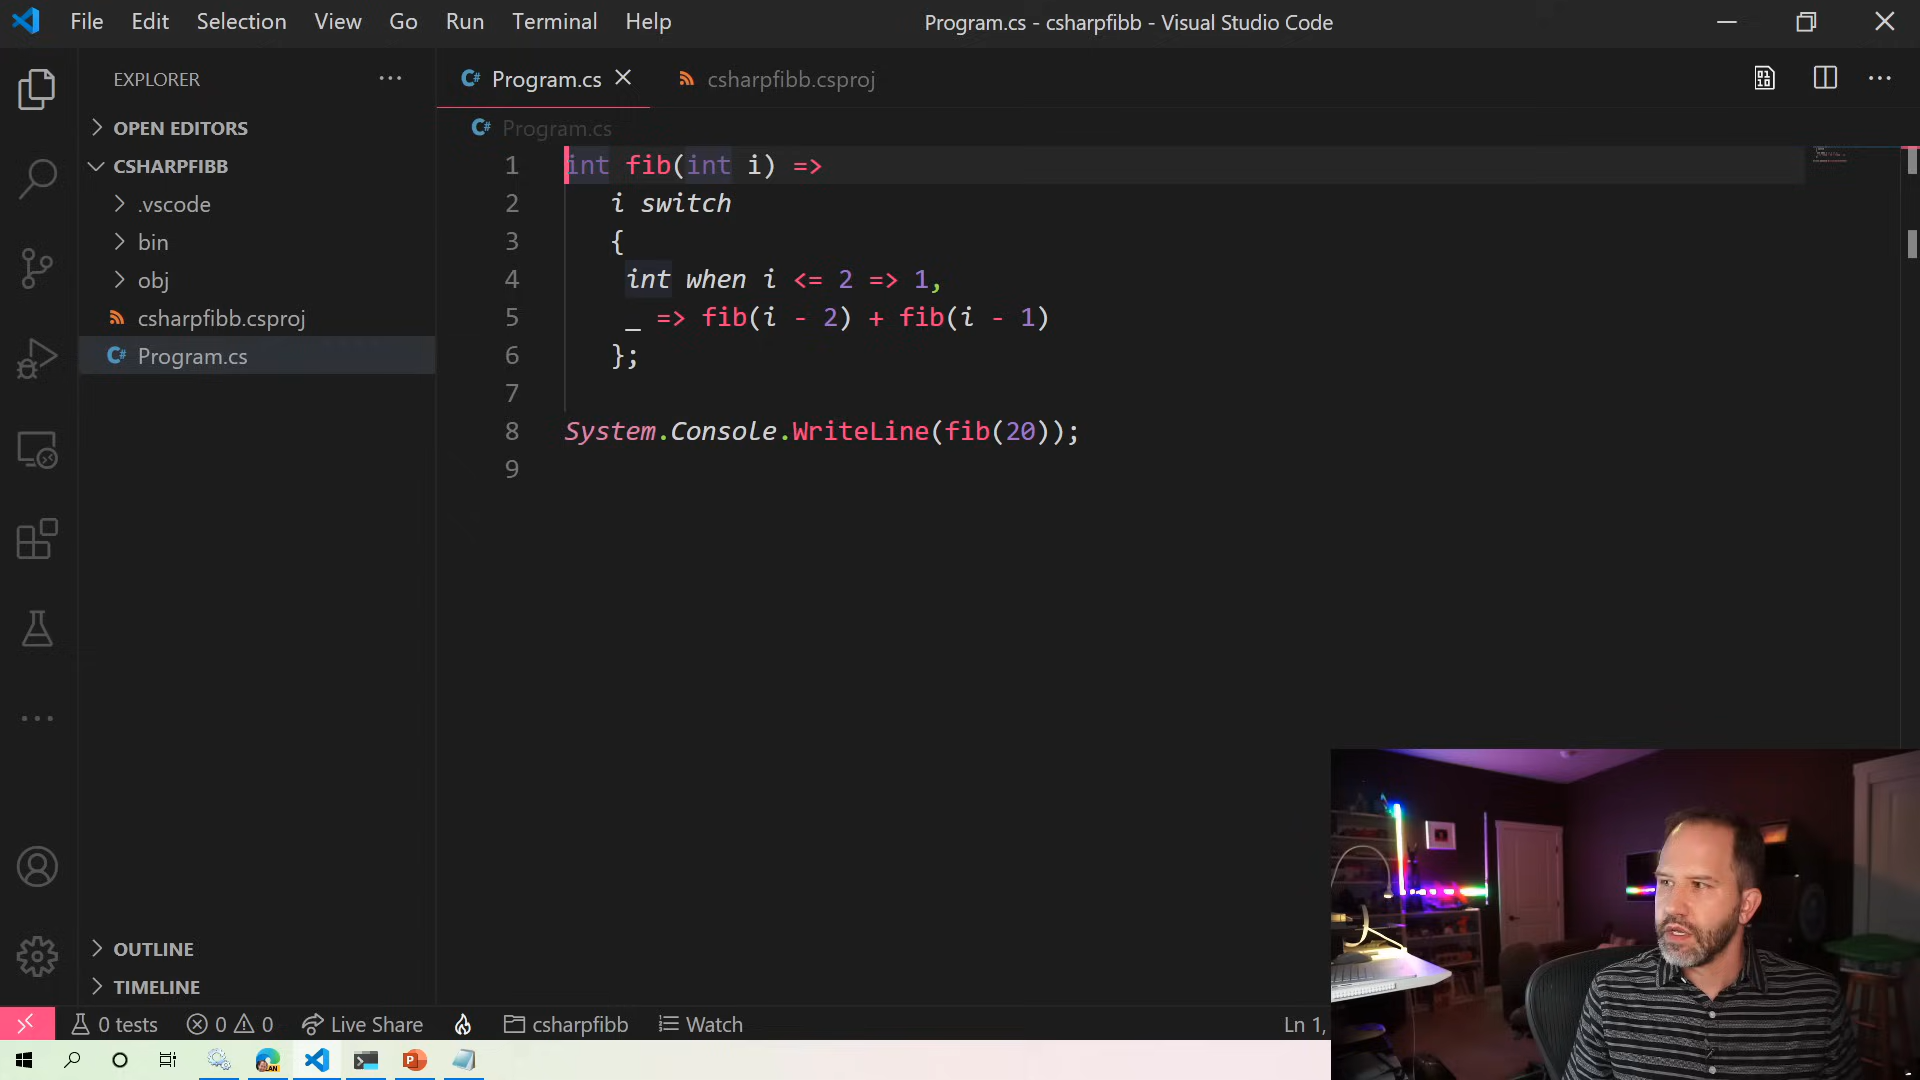 File Edit Selection View Go Run Terminal Help Program.cs - csharpfibb - Visual Studio Code
EXPLORER
OPEN EDITORS
CSHARPFIBB
.vscode
bin
obj
csharpfibb.csproj
Program.cs
OUTLINE
TIMELINE
Program.cs csharpfibb.csproj
Program.cs
1 int fib(int i) =>
2 i switch
3 {
4 int when i <= 2 => 1,
5 _ => fib(i - 2) + fib(i - 1)
6 };
7
8 System.Console.WriteLine(fib(20));
9
0 tests 0 0 Live Share csharpfibb Watch Ln 1,